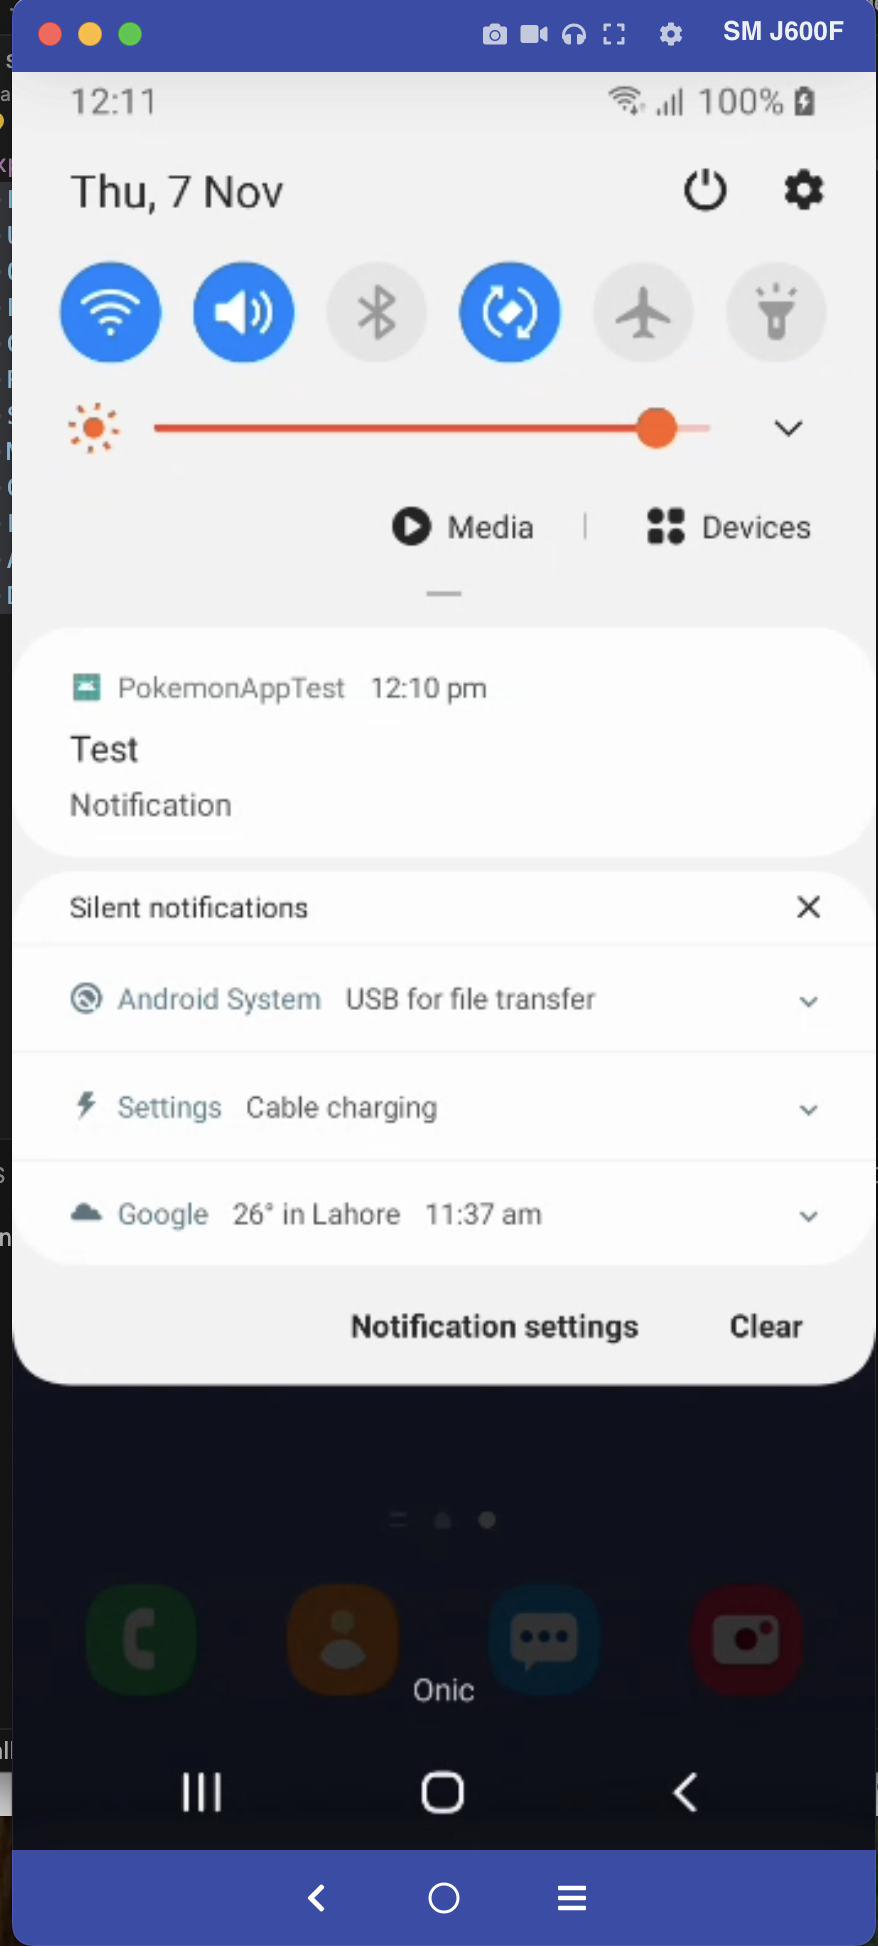 SM J600F
12:11 100%
Thu, 7 Nov
Media | Devices
PokemonAppTest 12:10 pm
Test
Notification
Silent notifications
Android System USB for file transfer
Settings Cable charging
Google 26° in Lahore 11:37 am
Notification settings Clear
Onic